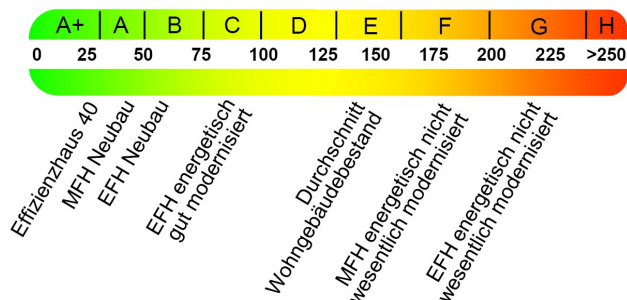 A+ A B C D E F G H
0 25 50 75 100 125 150 175 200 225 >250
Effizienzhaus 40
MFH Neubau
EFH Neubau
EFH energetisch
gut modernisiert
Durchschnitt
Wohngebäudebestand
MFH energetisch nicht
wesentlich modernisiert
EFH energetisch nicht
wesentlich modernisiert